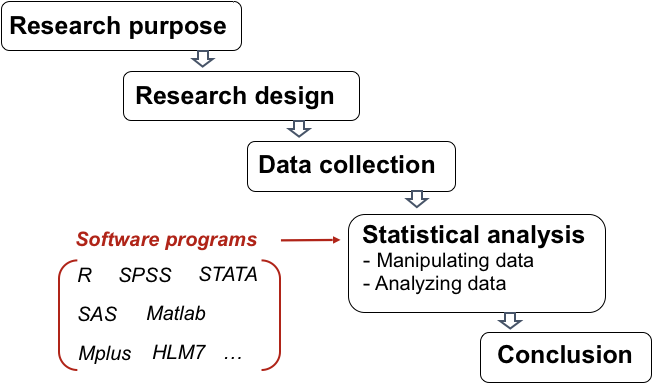 Research purpose
Research design
Data collection
Software programs
Statistical analysis
- Manipulating data
- Analyzing data
R SPSS STATA
SAS Matlab
Mplus HLM7 ...
Conclusion